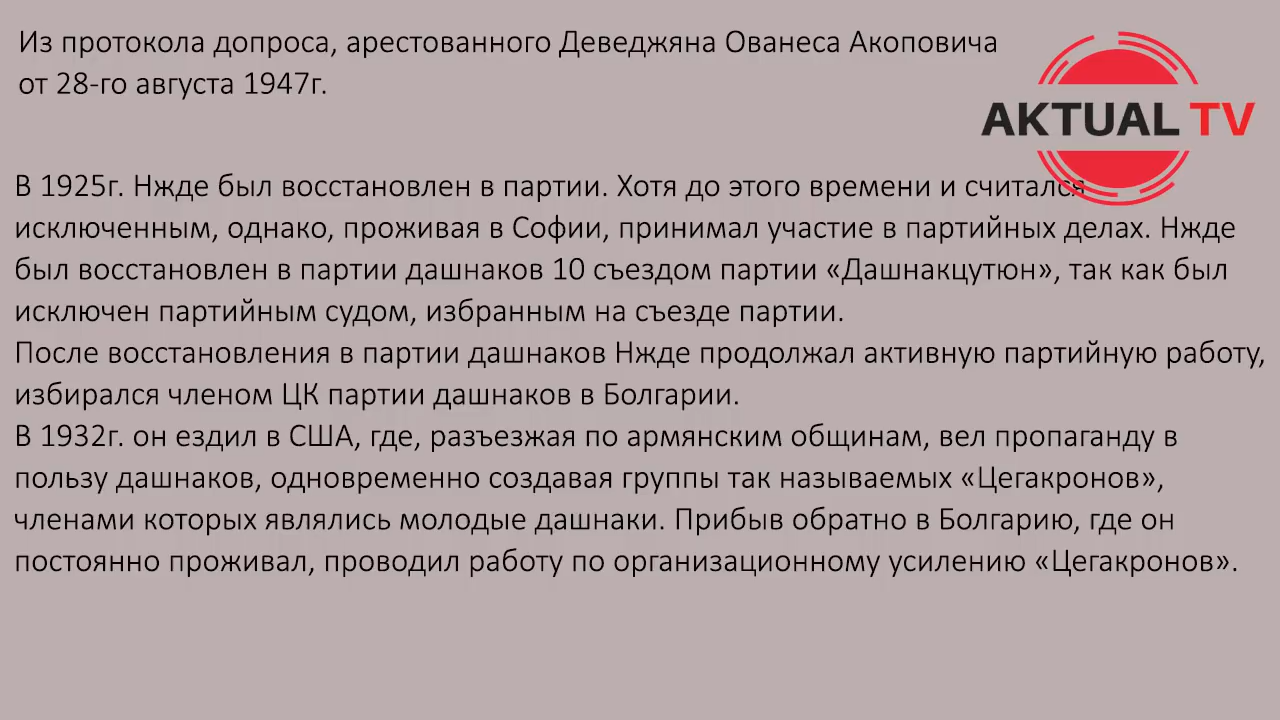 Из протокола допроса, арестованного Деведжяна Ованеса Акоповича
от 28-го августа 1947г.
AKTUAL TV
В 1925г. Нжде был восстановлен в партии. Хотя до этого времени и считался
исключенным, однако, проживая в Софии, принимал участие в партийных делах. Нжде
был восстановлен в партии дашнаков 10 съездом партии «Дашнакцутюн», так как был
исключен партийным судом, избранным на съезде партии.
После восстановления в партии дашнаков Нжде продолжал активную партийную работу,
избирался членом ЦК партии дашнаков в Болгарии.
В 1932г. он ездил в США, где, разъезжая по армянским общинам, вел пропаганду в
пользу дашнаков, одновременно создавая группы так называемых «Цегакронов»,
членами которых являлись молодые дашнаки. Прибыв обратно в Болгарию, где он
постоянно проживал, проводил работу по организационному усилению «Цегакронов».